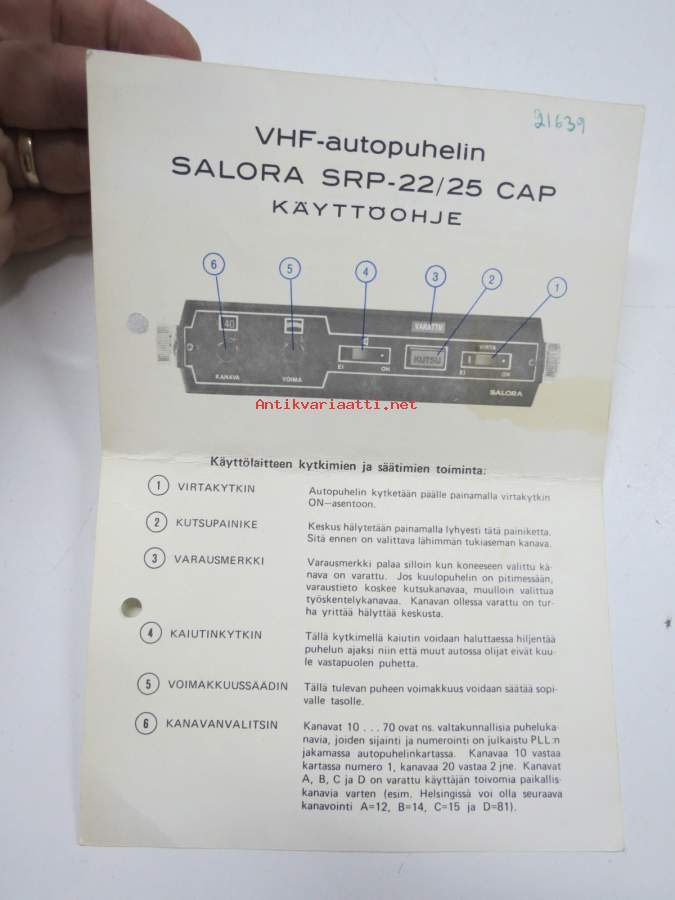 21639
VHF-autopuhelin
SALORA SRP-22/25 CAP
KÄYTTÖOHJE
6 5 4 3 2 1
40 VARATTU VIRTA
KUTSU
KANAVA VOIMA EI ON EI ON
SALORA
Antikvariaatti.net
Käyttölaitteen kytkimien ja säätimien toiminta:
1 VIRTAKYTKIN Autopuhelin kytketään päälle painamalla virtakytkin
ON—asentoon.
2 KUTSUPAINIKE Keskus hälytetään painamalla lyhyesti tätä painiketta.
Sitä ennen on valittava lähimmän tukiaseman kanava.
3 VARAUSMERKKI Varausmerkki palaa silloin kun koneeseen valittu ka-
nava on varattu. Jos kuulopuhelin on pitimessään,
varaustieto koskee kutsukanavaa, muulloin valittua
työskentelykanavaa. Kanavan ollessa varattu on tur-
ha yrittää hälyttää keskusta.
4 KAIUTINKYTKIN Tällä kytkimellä kaiutin voidaan haluttaessa hiljentää
puhelun ajaksi niin että muut autossa olijat eivät kuu-
le vastapuolen puhetta.
5 VOIMAKKUUSSÄÄDIN Tällä tulevan puheen voimakkuus voidaan säätää sopi-
valle tasolle.
6 KANAVANVALITSIN Kanavat 10 . . . 70 ovat ns. valtakunnallisia puheluka-
navia, joiden sijainti ja numerointi on julkaistu PLL:n
jakamassa autopuhelinkartassa. Kanavaa 10 vastaa
kartassa numero 1, kanavaa 20 vastaa 2 jne. Kanavat
A, B, C ja D on varattu käyttäjän toivomia paikallis-
kanavia varten (esim. Helsingissä voi olla seuraava
kanavointi A=12, B=14, C=15 ja D=81).